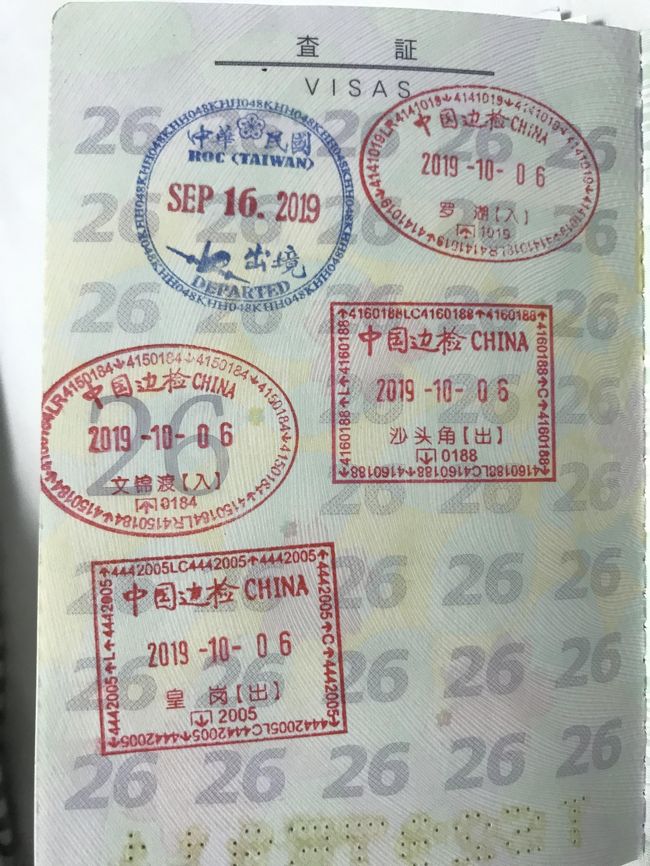 査 証
VISAS
中華民國
ROC (TAIWAN)
SEP 16. 2019
出境
DEPARTED
中国边检 CHINA
2019-10-06
罗湖【入】
1019
中国边检 CHINA
2019-10-06
沙头角【出】
0188
中国边检 CHINA
2019-10-06
文锦渡【入】
0184
中国边检 CHINA
2019-10-06
皇岗【出】
2005
26